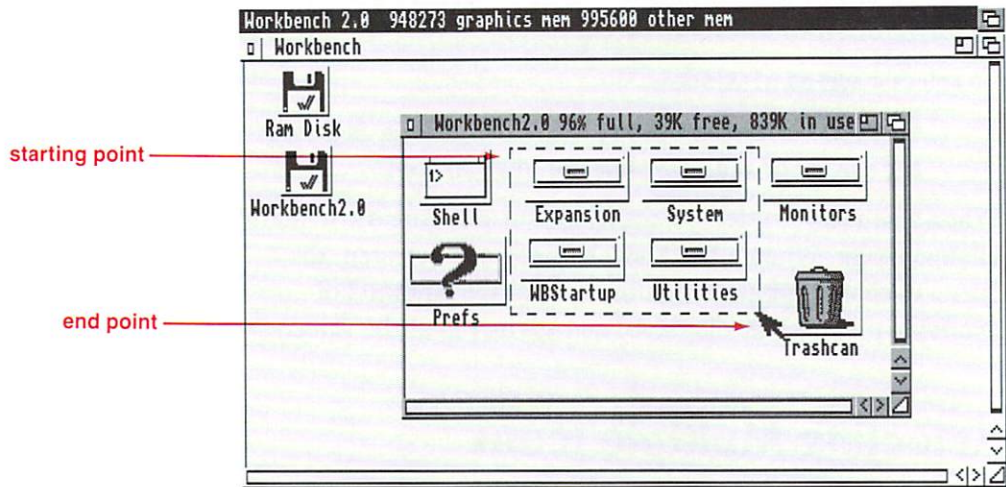 Workbench 2.0 948273 graphics mem 995600 other mem
Workbench
Ram Disk
Workbench2.0
Workbench2.0 96% full, 39K free, 839K in use
starting point
1>
Shell
Expansion
System
Monitors
Prefs
WBStartup
Utilities
end point
Trashcan